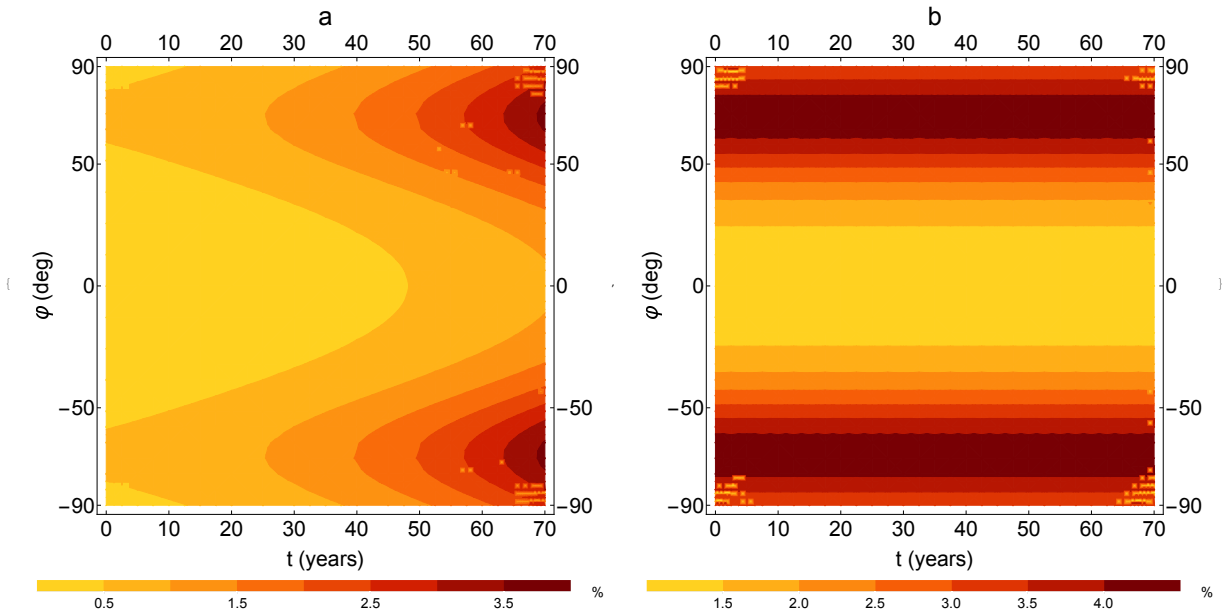 a
b
0 10 20 30 40 50 60 70
0 10 20 30 40 50 60 70
90 90 90 90
50 50 50 50
{ φ (deg) 0 0 , φ (deg) 0 0 }
−50 −50 −50 −50
−90 −90 −90 −90
0 10 20 30 40 50 60 70
0 10 20 30 40 50 60 70
t (years)
t (years)
0.5 1.5 2.5 3.5 %
1.5 2.0 2.5 3.0 3.5 4.0 %